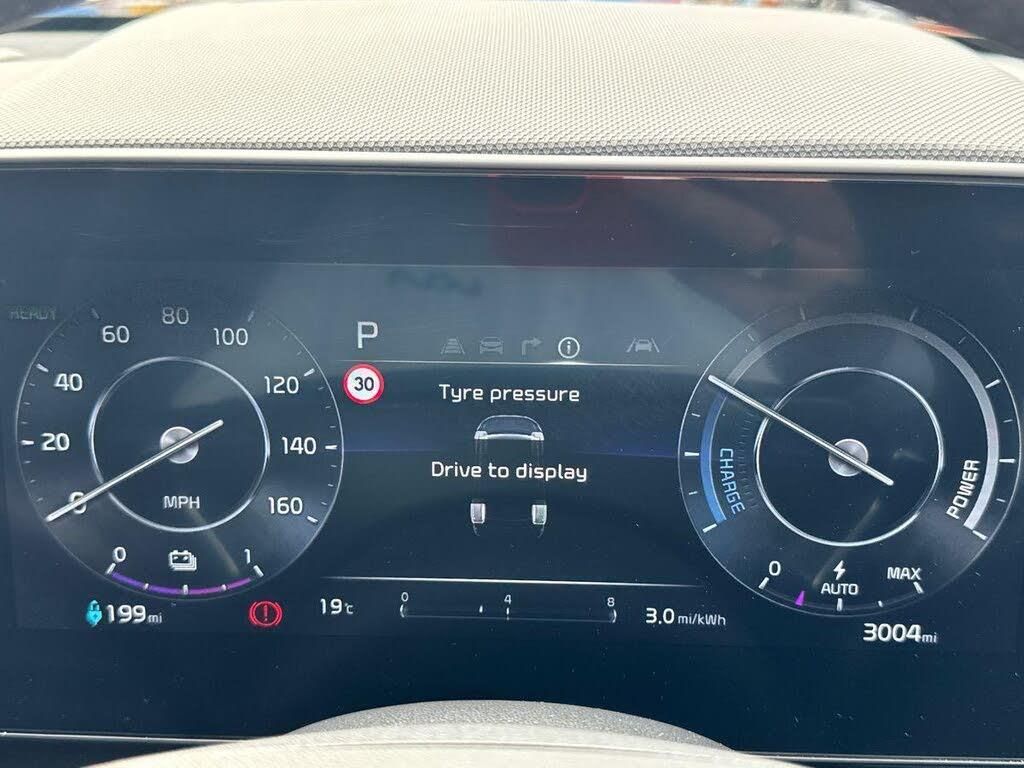 READY
60
80
100
40
120
20
140
0
160
MPH
0
1
199mi
P
30
Tyre pressure
Drive to display
19°c
0
4
8
3.0 mi/kWh
CHARGE
POWER
0
AUTO
MAX
3004mi